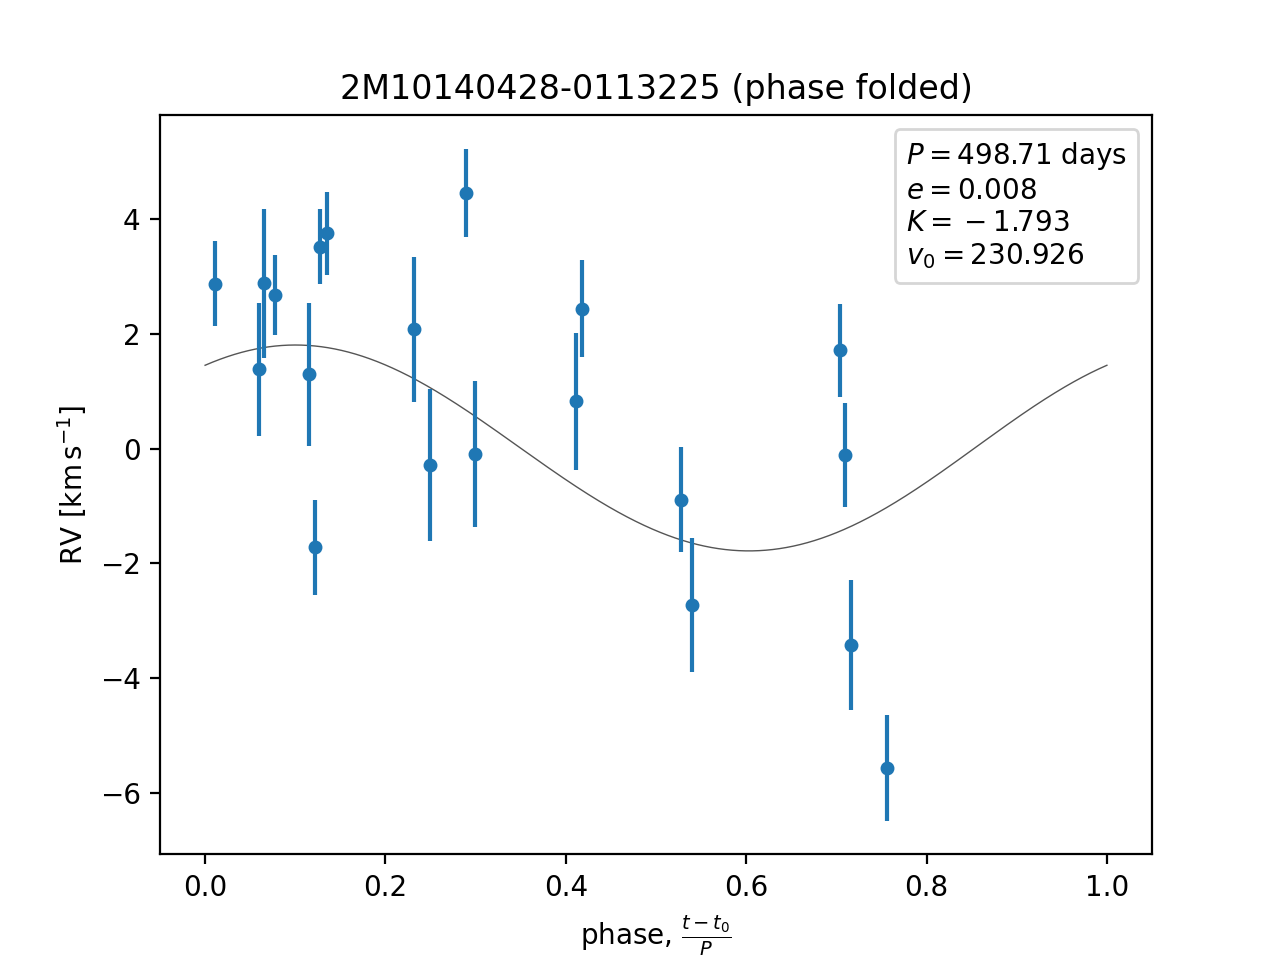 2M10140428-0113225 (phase folded)
P = 498.71 days
e = 0.008
K = −1.793
v₀ = 230.926
4
2
0
−2
−4
−6
RV [km s⁻¹]
0.0 0.2 0.4 0.6 0.8 1.0
phase, (t − t₀)/P